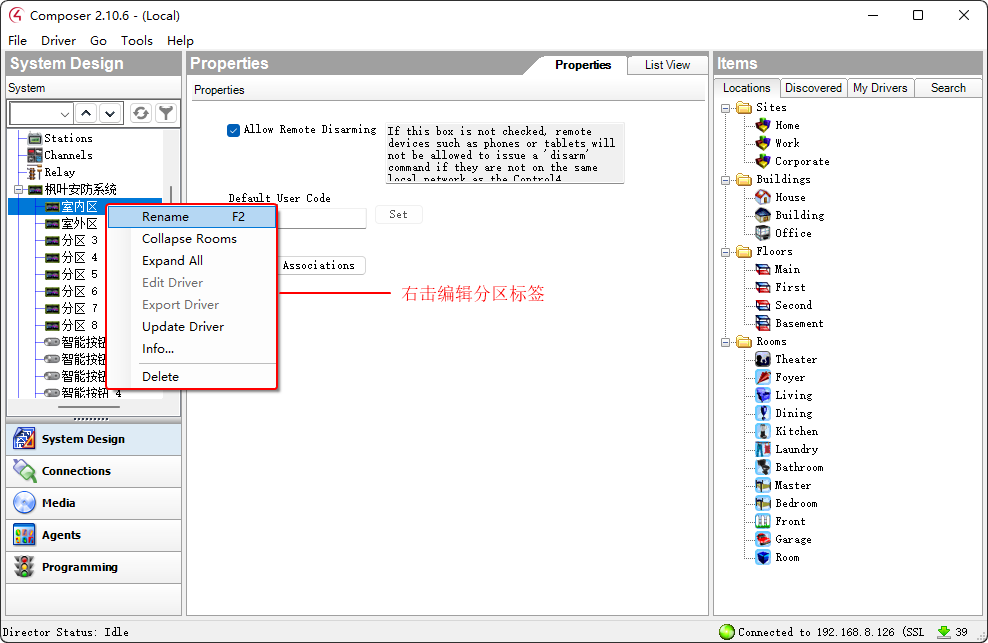 Composer 2.10.6 - (Local)
File Driver Go Tools Help
System Design
System
Stations
Channels
Relay
枫叶安防系统
室内区
室外区
分区 3
分区 4
分区 5
分区 6
分区 7
分区 8
智能按钮
智能按钮
智能按钮
智能按钮 4
Rename F2
Collapse Rooms
Expand All
Edit Driver
Export Driver
Update Driver
Info...
Delete
System Design
Connections
Media
Agents
Programming
Properties
Properties List View
Properties
Allow Remote Disarming
If this box is not checked, remote
devices such as phones or tablets will
not be allowed to issue a 'disarm'
command if they are not on the same
local network as the Control4
Default User Code
Set
Associations
右击编辑分区标签
Items
Locations Discovered My Drivers Search
Sites
Home
Work
Corporate
Buildings
House
Building
Office
Floors
Main
First
Second
Basement
Rooms
Theater
Foyer
Living
Dining
Kitchen
Laundry
Bathroom
Master
Bedroom
Front
Garage
Room
Director Status: Idle
Connected to 192.168.8.126 (SSL 39